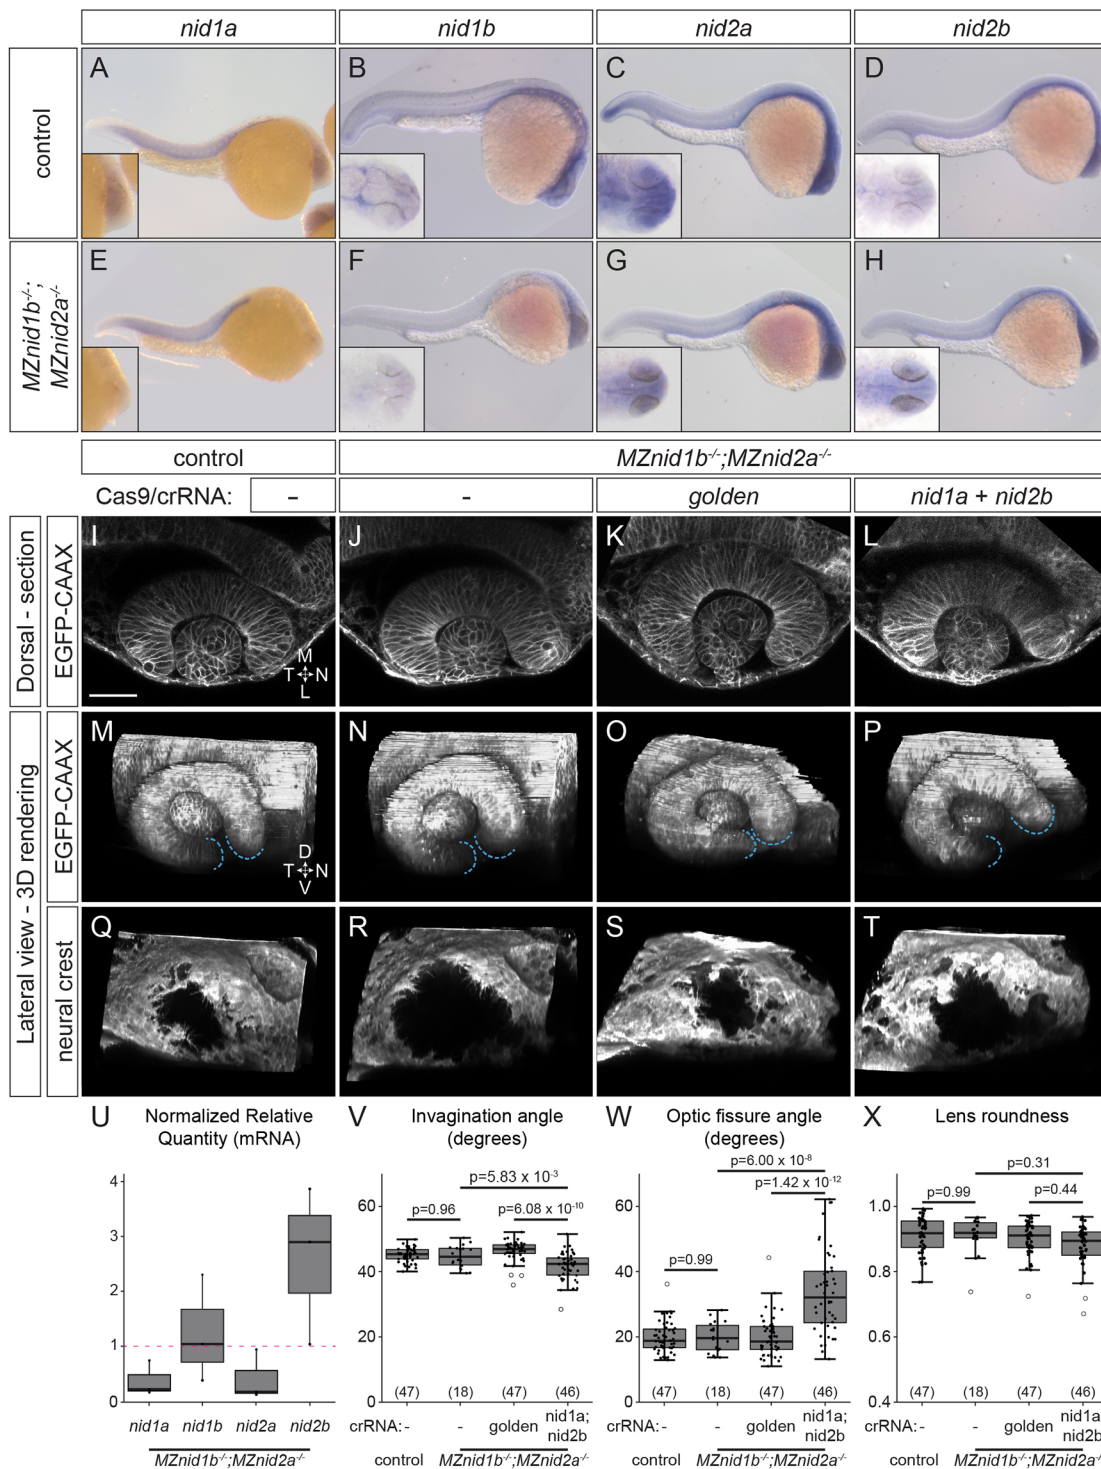 nid1a nid1b nid2a nid2b
control
A B C D
MZnid1b-/-;
MZnid2a-/-
E F G H
control MZnid1b-/-;MZnid2a-/-
Cas9/crRNA: - - golden nid1a + nid2b
Dorsal - section
EGFP-CAAX
I J K L
M
T N
L
Lateral view - 3D rendering
EGFP-CAAX
M N O P
D
T N
V
neural crest
Q R S T
U Normalized Relative
Quantity (mRNA)
4
3
2
1
0
nid1a nid1b nid2a nid2b
MZnid1b-/-;MZnid2a-/-
V Invagination angle
(degrees)
p=5.83 x 10-3
p=0.96 p=6.08 x 10-10
60
40
20
0
(47) (18) (47) (46)
crRNA:- - golden nid1a;
nid2b
control MZnid1b-/-;MZnid2a-/-
W Optic fissure angle
(degrees)
p=6.00 x 10-8
p=1.42 x 10-12
p=0.99
60
40
20
0
(47) (18) (47) (46)
crRNA:- - golden nid1a;
nid2b
control MZnid1b-/-;MZnid2a-/-
X Lens roundness
p=0.31
p=0.99 p=0.44
1.0
0.8
0.6
0.4
(47) (18) (47) (46)
crRNA:- - golden nid1a;
nid2b
control MZnid1b-/-;MZnid2a-/-